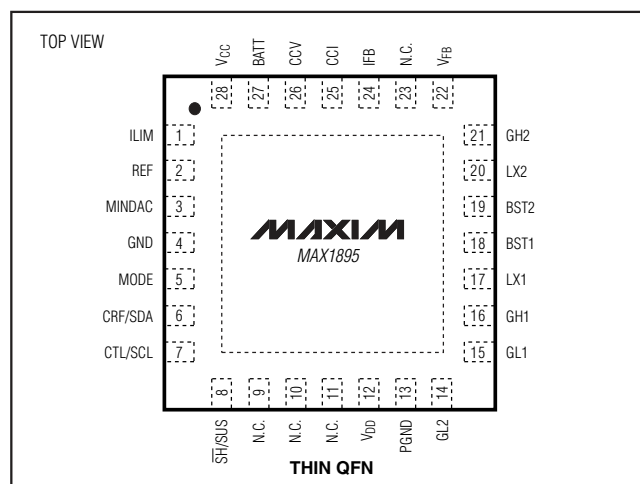 TOP VIEW
VCC
BATT
CCV
CCI
IFB
N.C.
VFB
28
27
26
25
24
23
22
ILIM 1
REF 2
MINDAC 3
GND 4
MODE 5
CRF/SDA 6
CTL/SCL 7
MAXIM
MAX1895
21 GH2
20 LX2
19 BST2
18 BST1
17 LX1
16 GH1
15 GL1
8
9
10
11
12
13
14
S̅H̅/SUS
N.C.
N.C.
N.C.
VDD
PGND
GL2
THIN QFN